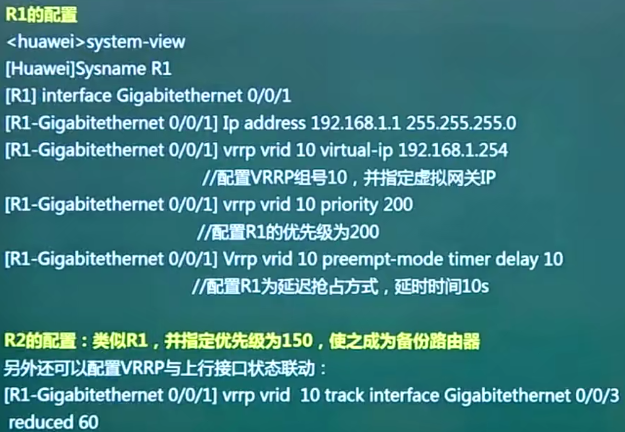 R1的配置
<huawei>system-view
[Huawei]Sysname R1
[R1] interface Gigabitethernet 0/0/1
[R1-Gigabitethernet 0/0/1] Ip address 192.168.1.1 255.255.255.0
[R1-Gigabitethernet 0/0/1] vrrp vrid 10 virtual-ip 192.168.1.254
//配置VRRP组号10，并指定虚拟网关IP
[R1-Gigabitethernet 0/0/1] vrrp vrid 10 priority 200
//配置R1的优先级为200
[R1-Gigabitethernet 0/0/1] Vrrp vrid 10 preempt-mode timer delay 10
//配置R1为延迟抢占方式，延时时间10s
R2的配置：类似R1，并指定优先级为150，使之成为备份路由器
另外还可以配置VRRP与上行接口状态联动：
[R1-Gigabitethernet 0/0/1] vrrp vrid  10 track interface Gigabitethernet 0/0/3
reduced 60